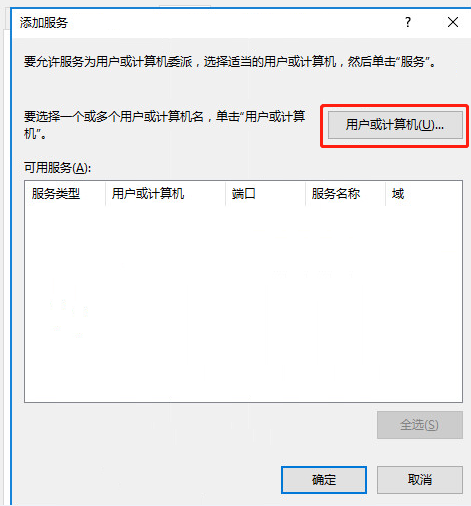 添加服务
要允许服务为用户或计算机委派，选择适当的用户或计算机，然后单击“服务”。
要选择一个或多个用户或计算机名，单击“用户或计算
机”。
用户或计算机(U)...
可用服务(A):
服务类型 用户或计算机 端口 服务名称 域
全选(S)
确定 取消